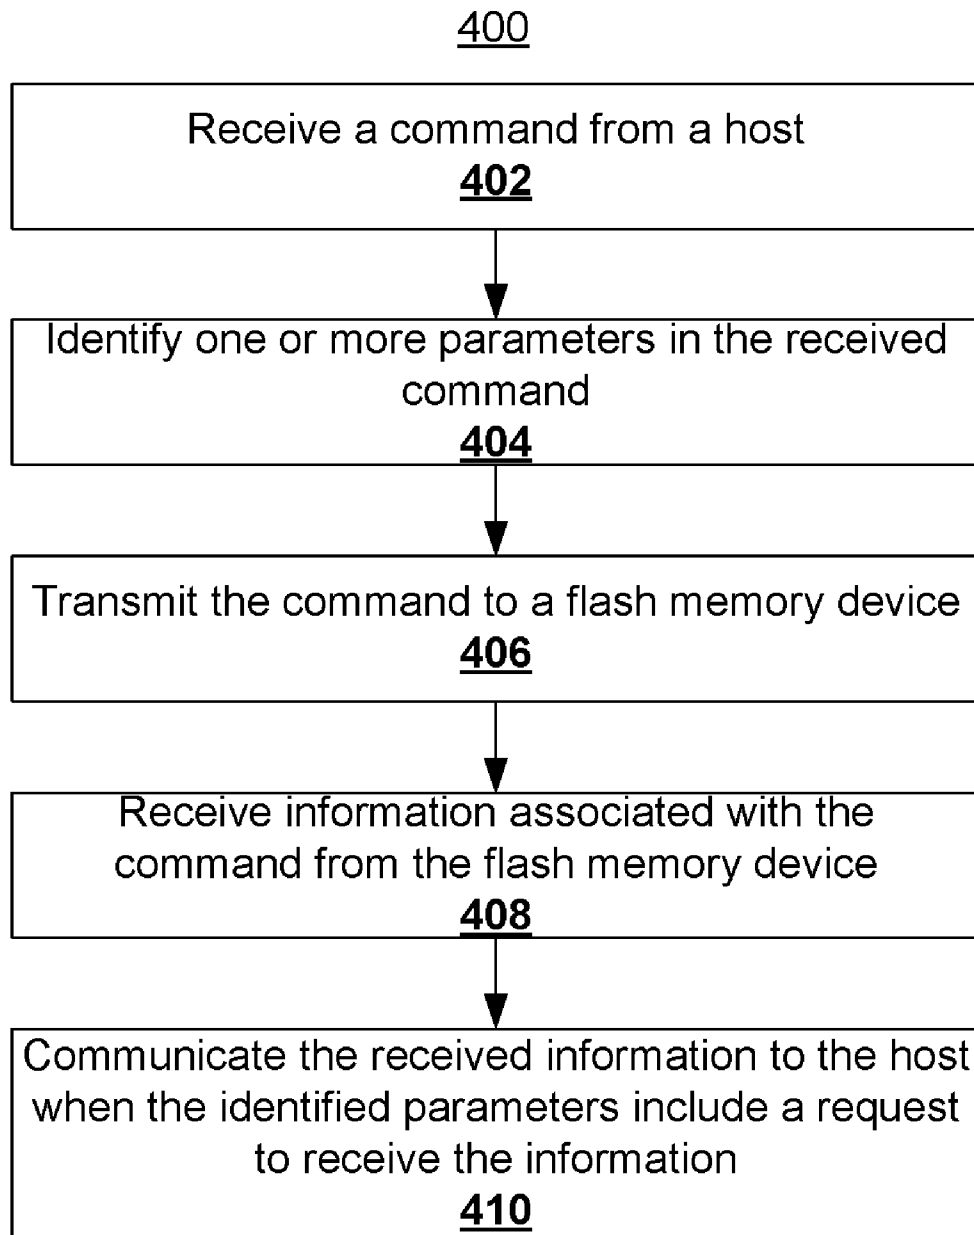 400
Receive a command from a host
402
Identify one or more parameters in the received
command
404
Transmit the command to a flash memory device
406
Receive information associated with the
command from the flash memory device
408
Communicate the received information to the host
when the identified parameters include a request
to receive the information
410